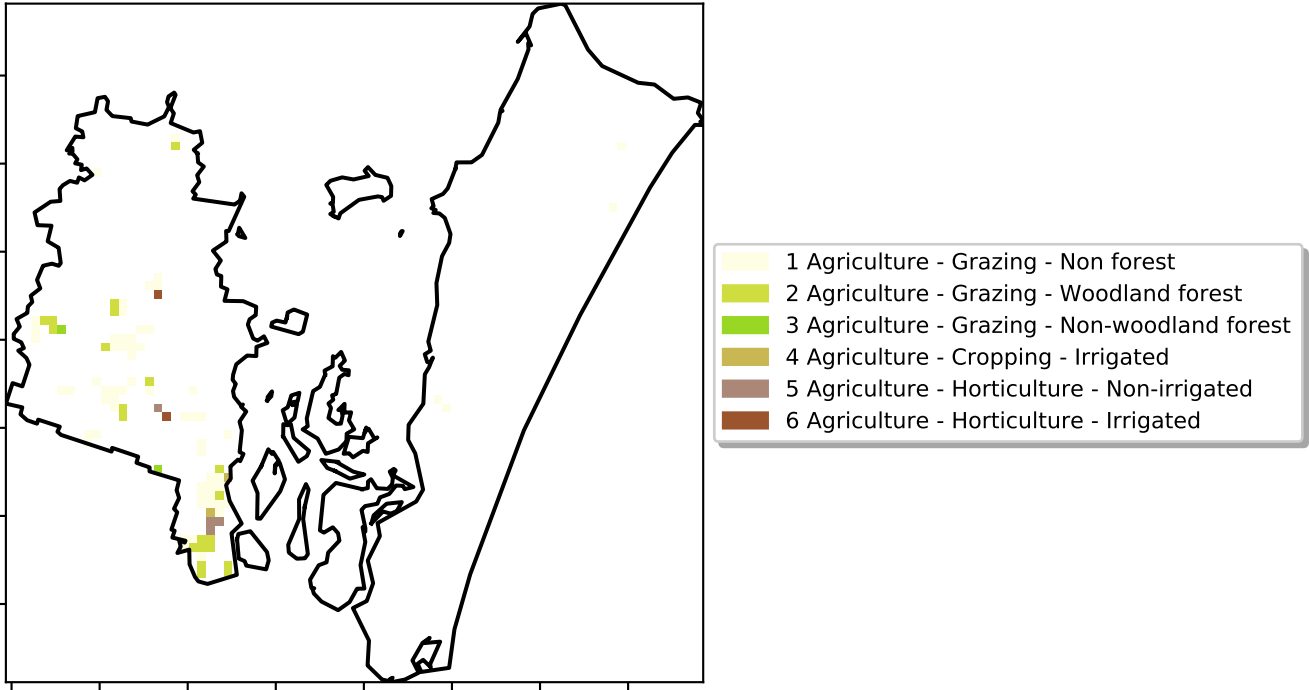 1 Agriculture - Grazing - Non forest
2 Agriculture - Grazing - Woodland forest
3 Agriculture - Grazing - Non-woodland forest
4 Agriculture - Cropping - Irrigated
5 Agriculture - Horticulture - Non-irrigated
6 Agriculture - Horticulture - Irrigated